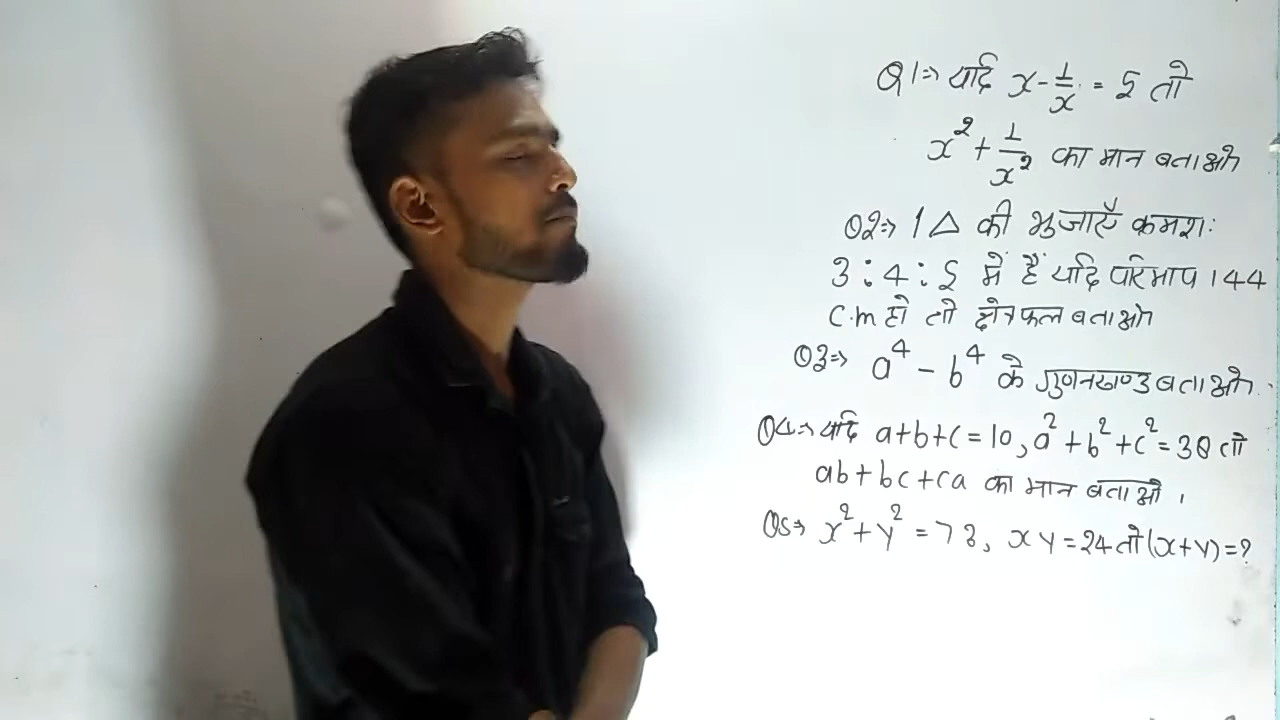 Q1⇒ यदि x - 1/x = 5 तो
x² + 1/x² का मान बताओ
Q2⇒ 1 △ की भुजाएँ क्रमशः
3 : 4 : 5 में हैं यदि परिमाप 144
c.m हो तो क्षेत्रफल बताओ
Q3⇒ a⁴ - b⁴ के गुणनखण्ड बताओ.
Q4⇒ यदि a+b+c = 10, a² + b² + c² = 38 तो
ab + bc + ca का मान बताओ ।
Q5⇒ x² + y² = 73, xy = 24 तो (x+y) = ?